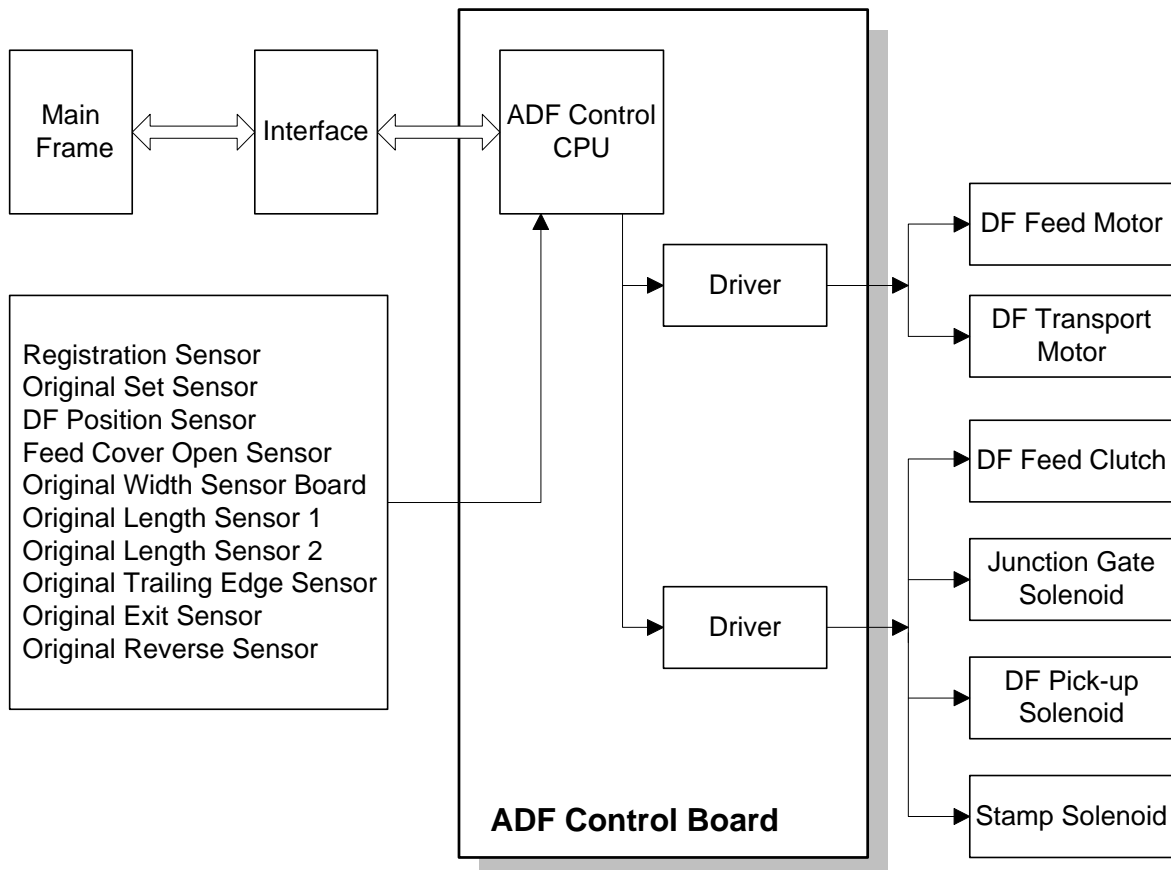 Main
Frame
Interface
ADF Control
CPU
Registration Sensor
Original Set Sensor
DF Position Sensor
Feed Cover Open Sensor
Original Width Sensor Board
Original Length Sensor 1
Original Length Sensor 2
Original Trailing Edge Sensor
Original Exit Sensor
Original Reverse Sensor
Driver
Driver
ADF Control Board
DF Feed Motor
DF Transport
Motor
DF Feed Clutch
Junction Gate
Solenoid
DF Pick-up
Solenoid
Stamp Solenoid